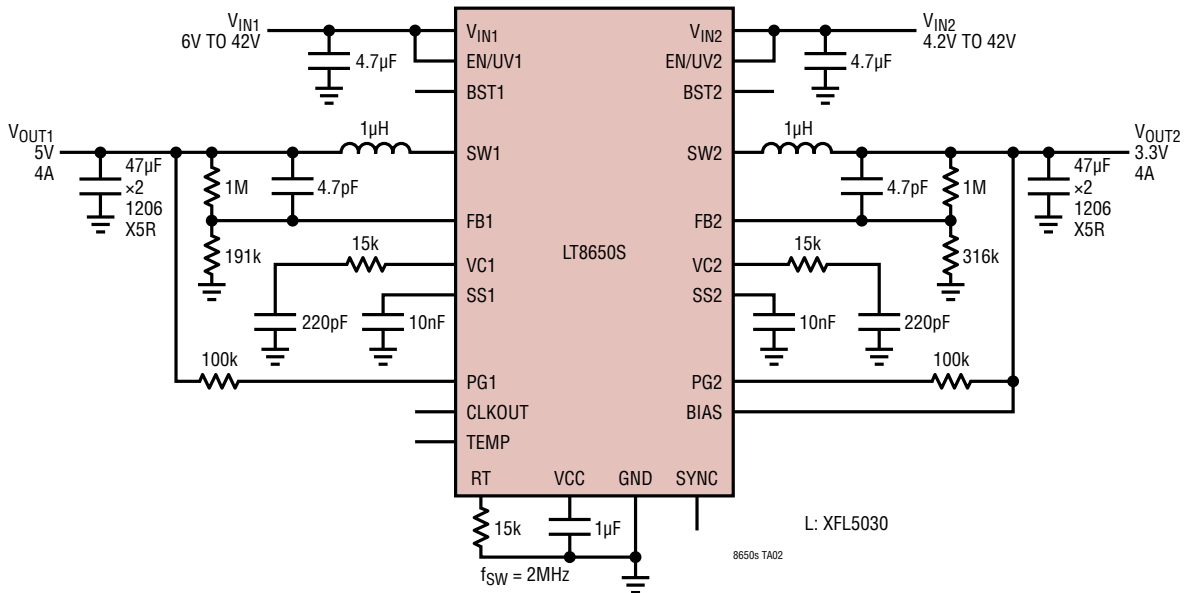 VIN1
6V TO 42V
4.7µF
VIN1
EN/UV1
BST1
VIN2
EN/UV2
BST2
4.7µF
VIN2
4.2V TO 42V
VOUT1
5V
4A
47µF
×2
1206
X5R
1M
4.7pF
1µH
SW1
FB1
191k
15k
VC1
SS1
220pF
10nF
100k
PG1
CLKOUT
TEMP
LT8650S
SW2
1µH
FB2
4.7pF
1M
47µF
×2
1206
X5R
VOUT2
3.3V
4A
316k
VC2
15k
SS2
10nF
220pF
PG2
100k
BIAS
RT
VCC
GND
SYNC
15k
1µF
fSW = 2MHz
L: XFL5030
8650s TA02